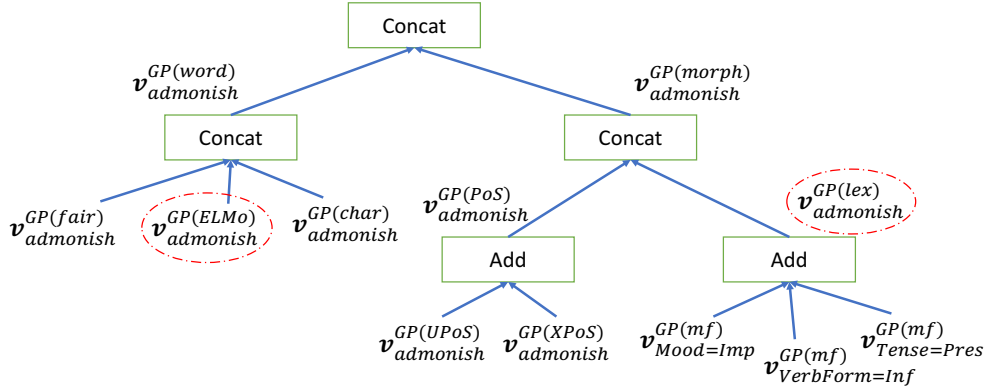 Concat
v^{GP(word)}_{admonish}
v^{GP(morph)}_{admonish}
Concat
Concat
v^{GP(fair)}_{admonish}
v^{GP(ELMo)}_{admonish}
v^{GP(char)}_{admonish}
v^{GP(PoS)}_{admonish}
v^{GP(lex)}_{admonish}
Add
Add
v^{GP(UPoS)}_{admonish}
v^{GP(XPoS)}_{admonish}
v^{GP(mf)}_{Mood=Imp}
v^{GP(mf)}_{VerbForm=Inf}
v^{GP(mf)}_{Tense=Pres}